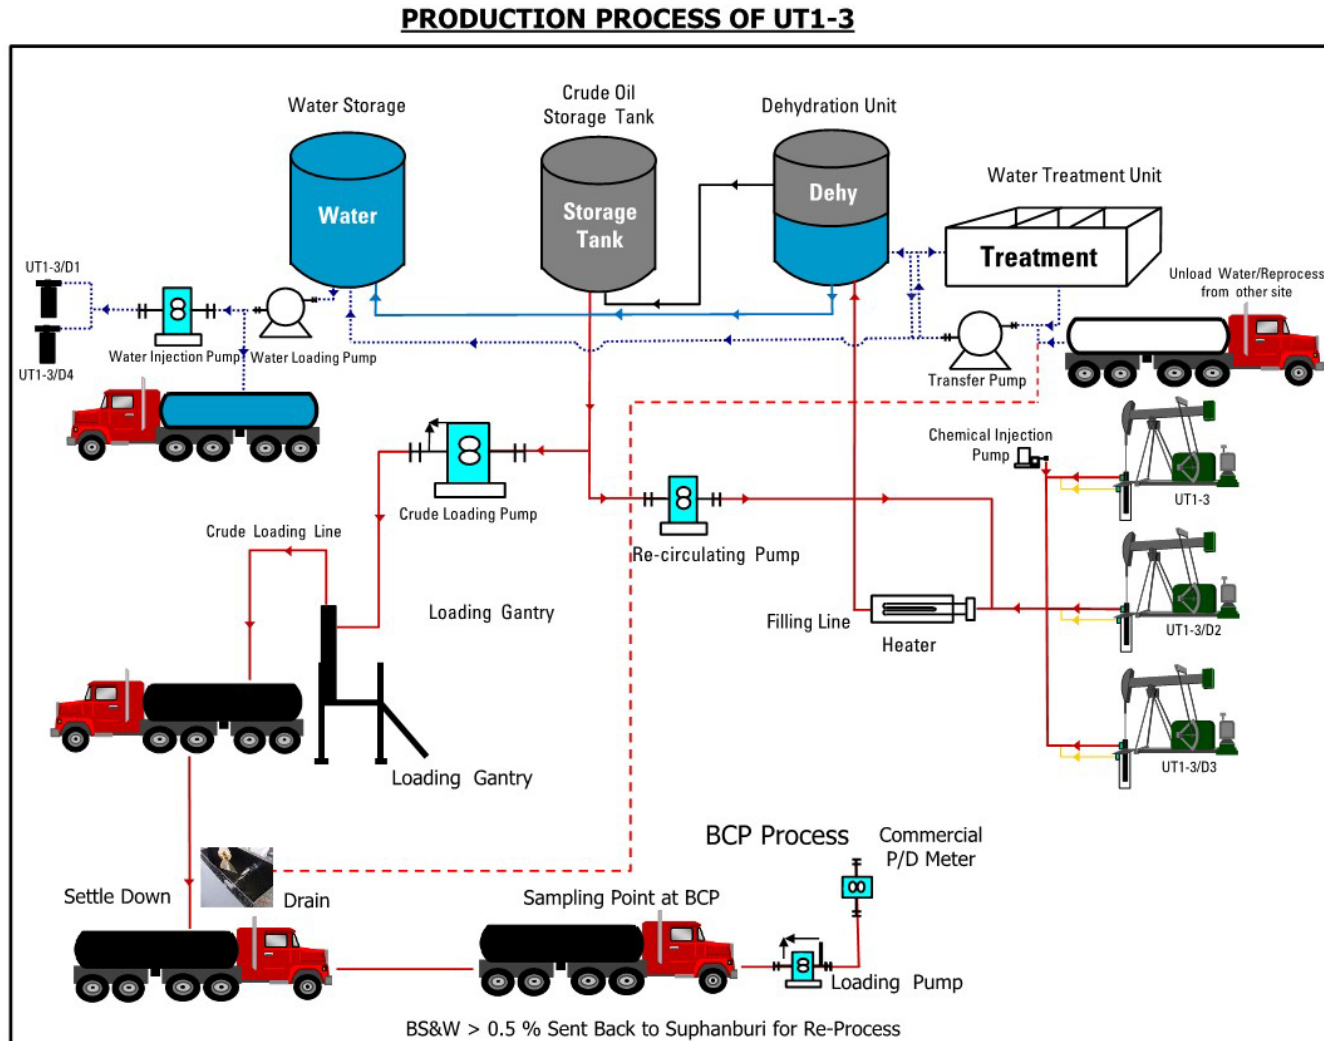 PRODUCTION PROCESS OF UT1-3
Water Storage
Crude Oil
Storage Tank
Dehydration Unit
Water Treatment Unit
Water
Storage
Tank
Dehy
Treatment
Unload Water/Reprocess
from other site
UT1-3/D1
UT1-3/D4
Water Injection Pump
Water Loading Pump
Transfer Pump
Chemical Injection
Pump
UT1-3
Crude Loading Pump
Crude Loading Line
Re-circulating Pump
Loading Gantry
Filling Line
Heater
UT1-3/D2
UT1-3/D3
Loading Gantry
BCP Process
Commercial
P/D Meter
Settle Down
Drain
Sampling Point at BCP
Loading Pump
BS&W > 0.5 % Sent Back to Suphanburi for Re-Process